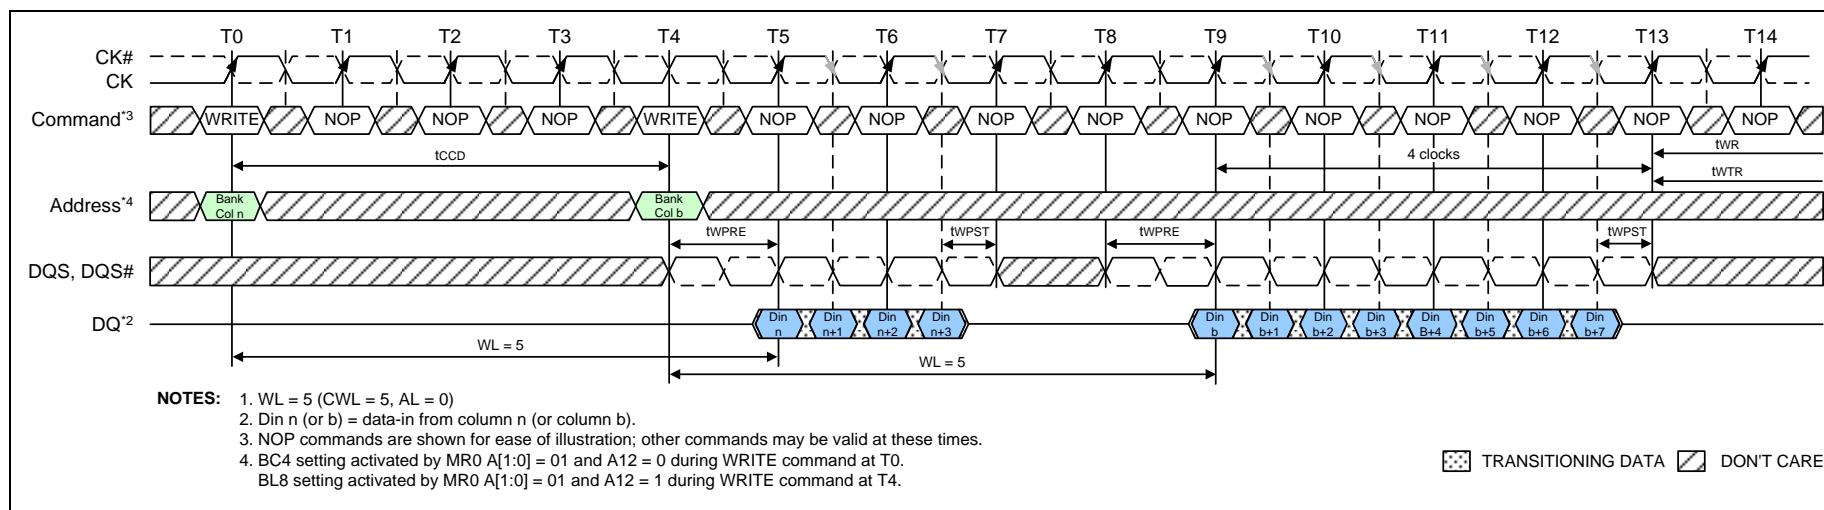 T0 T1 T2 T3 T4 T5 T6 T7 T8 T9 T10 T11 T12 T13 T14
CK#
CK
Command*3 WRITE NOP NOP NOP WRITE NOP NOP NOP NOP NOP NOP NOP NOP NOP NOP
tCCD 4 clocks tWR
tWTR
Address*4 Bank Col n Bank Col b
tWPRE tWPST tWPRE tWPST
DQS, DQS#
DQ*2 Din n Din n+1 Din n+2 Din n+3 Din b Din b+1 Din b+2 Din b+3 Din B+4 Din b+5 Din b+6 Din b+7
WL = 5
WL = 5
NOTES: 1. WL = 5 (CWL = 5, AL = 0)
2. Din n (or b) = data-in from column n (or column b).
3. NOP commands are shown for ease of illustration; other commands may be valid at these times.
4. BC4 setting activated by MR0 A[1:0] = 01 and A12 = 0 during WRITE command at T0.
BL8 setting activated by MR0 A[1:0] = 01 and A12 = 1 during WRITE command at T4.
TRANSITIONING DATA DON'T CARE